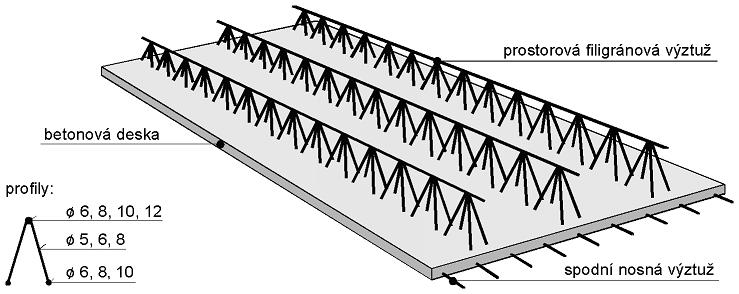 prostorová filigránová výztuž
betonová deska
profily:
ø 6, 8, 10, 12
ø 5, 6, 8
ø 6, 8, 10
spodní nosná výztuž